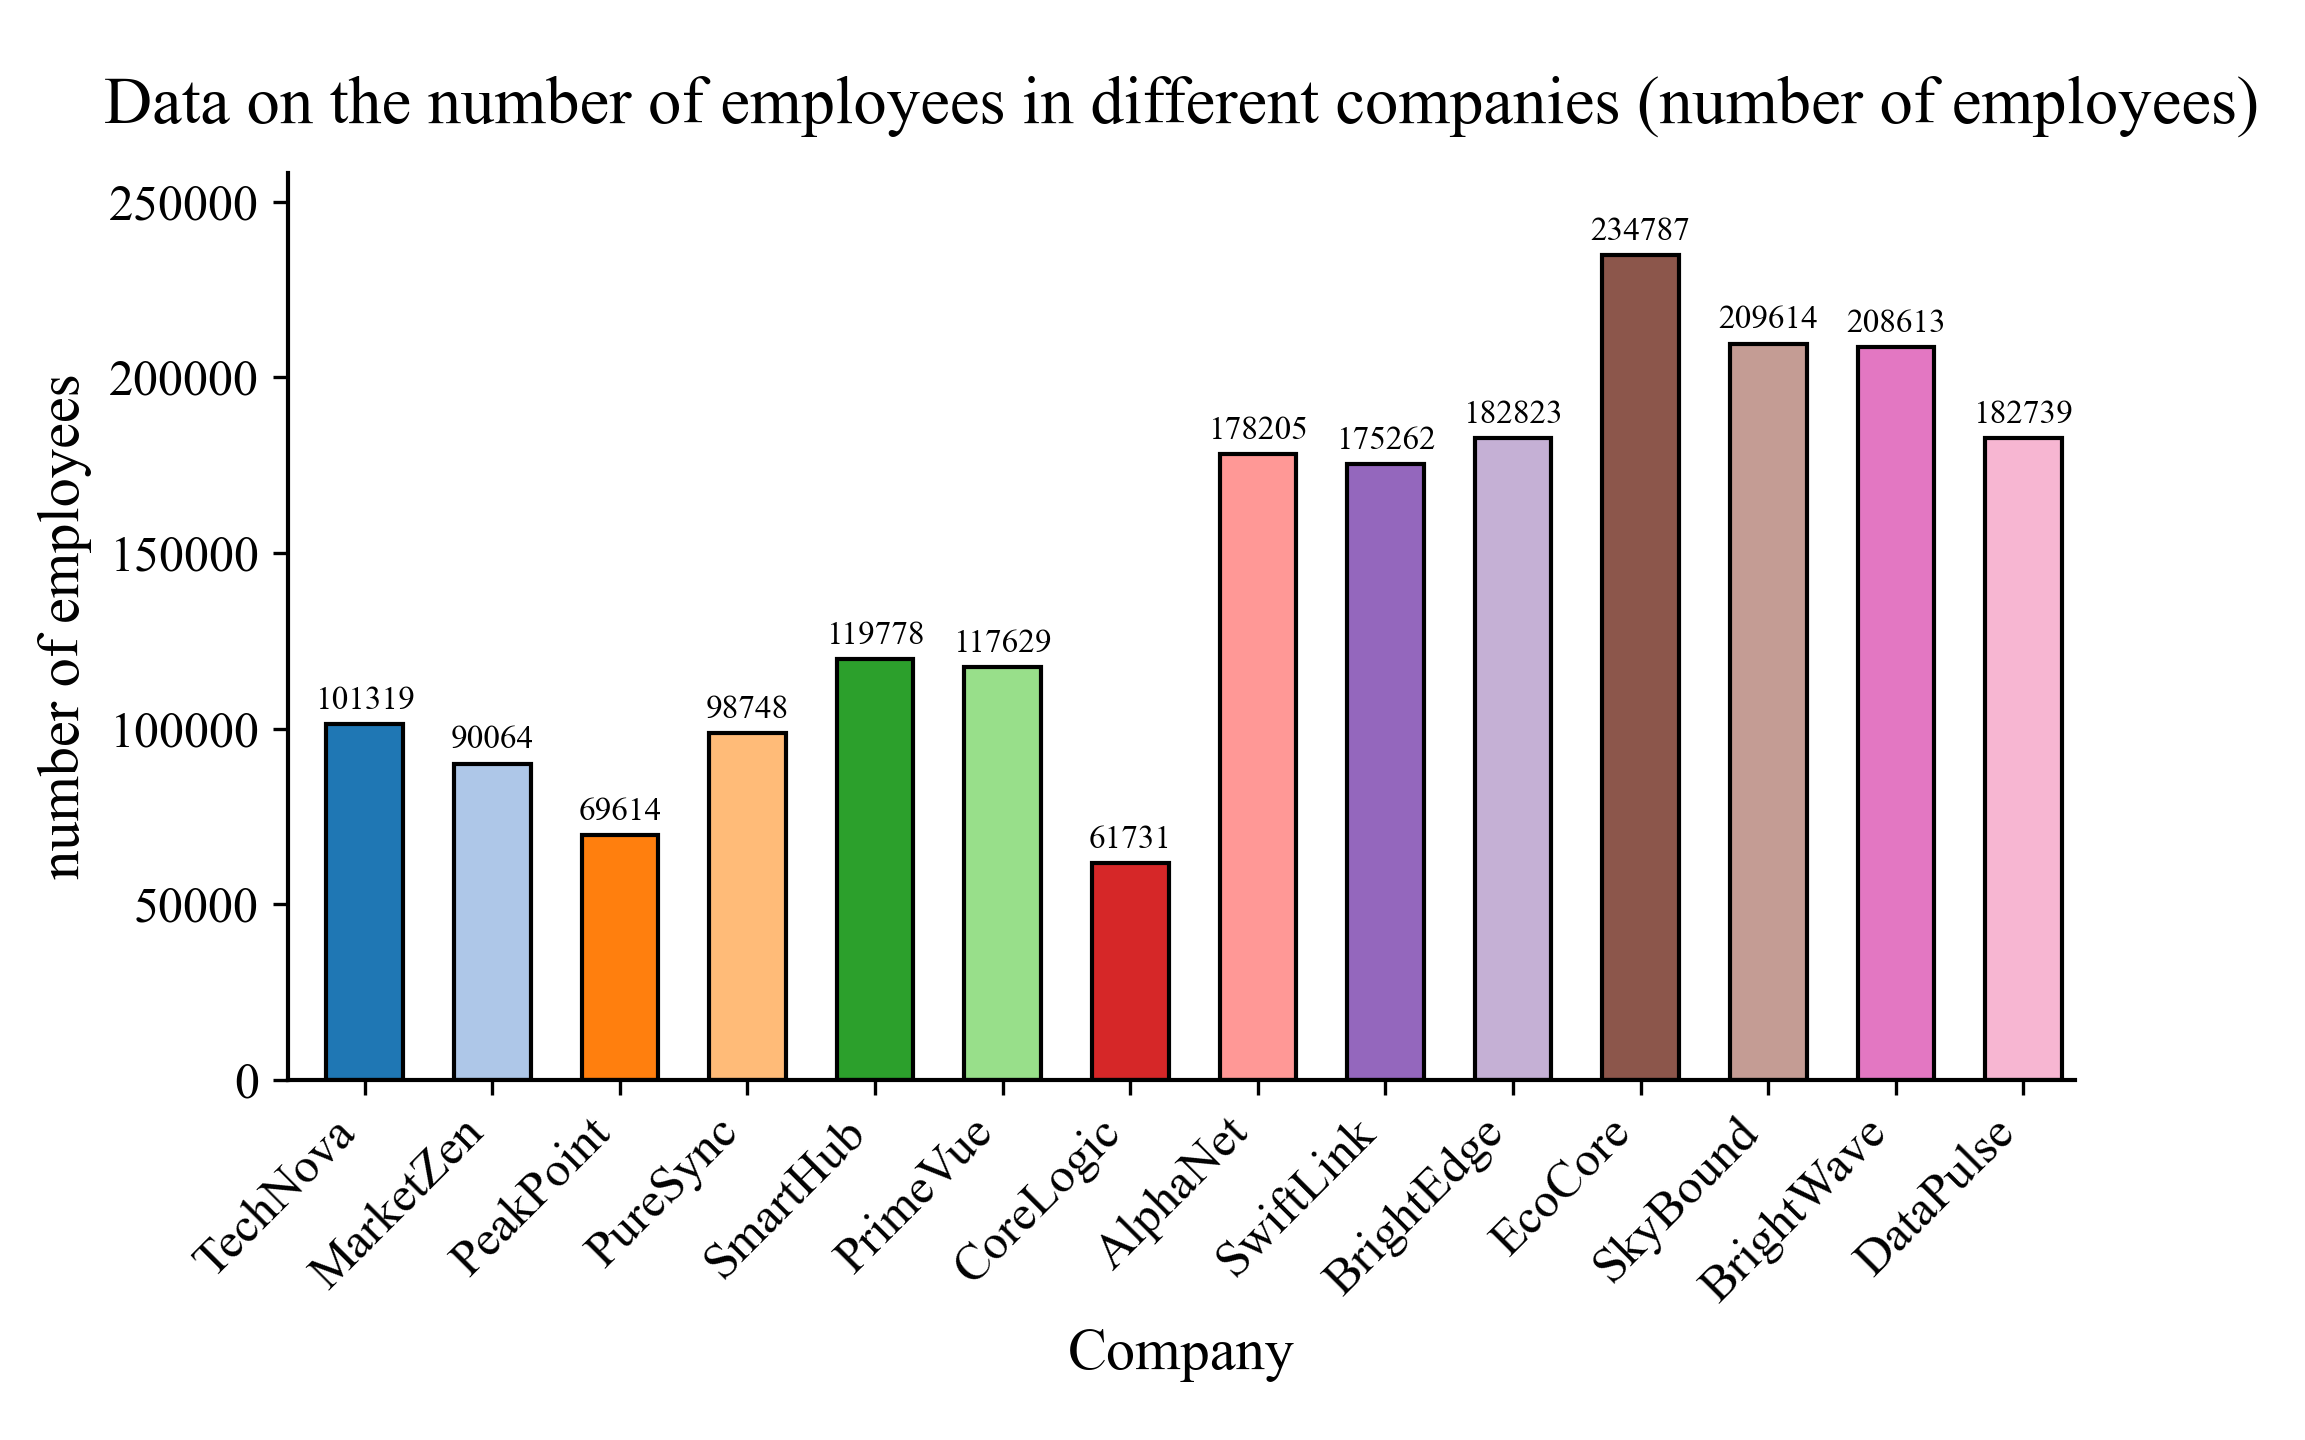 Data on the number of employees in different companies (number of employees)
number of employees
250000
200000
150000
100000
50000
0
101319
90064
69614
98748
119778
117629
61731
178205
175262
182823
234787
209614
208613
182739
TechNova
MarketZen
PeakPoint
PureSync
SmartHub
PrimeVue
CoreLogic
AlphaNet
SwiftLink
BrightEdge
EcoCore
SkyBound
BrightWave
DataPulse
Company